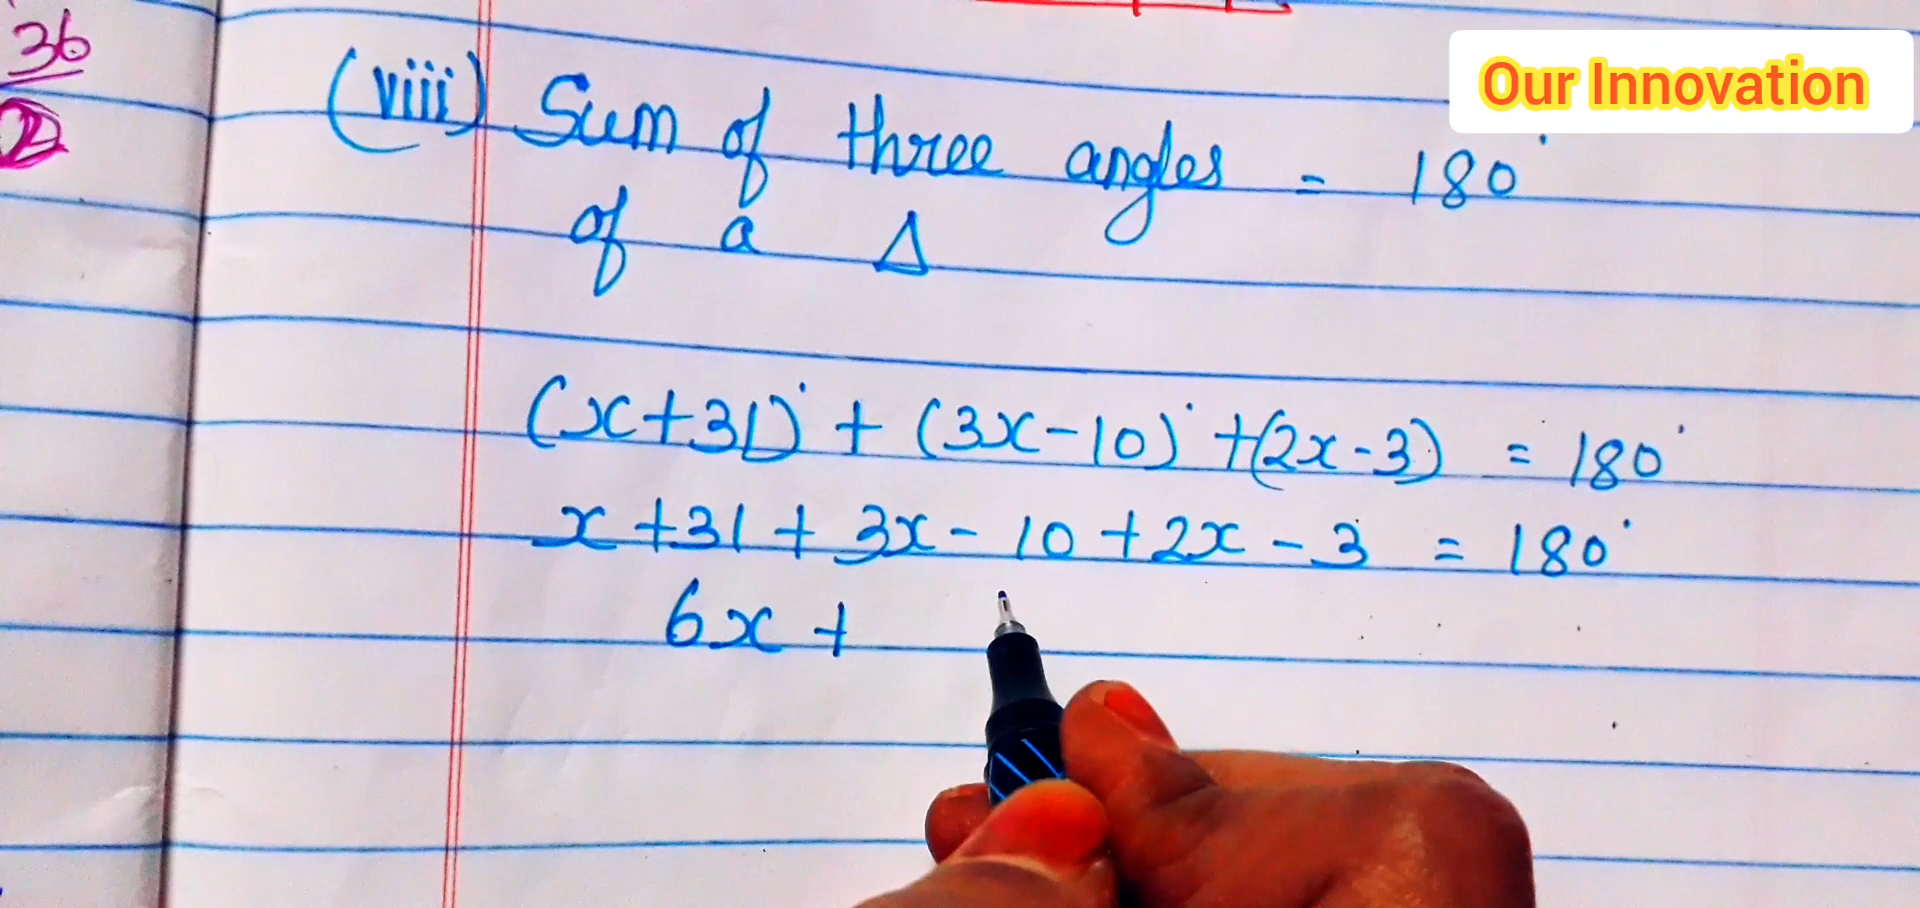 36
2
Our Innovation
(viii) Sum of three angles = 180°
of a Δ
(x+31)° + (3x-10)° +(2x-3) = 180°
x +31 + 3x - 10 +2x - 3 = 180°
6x +